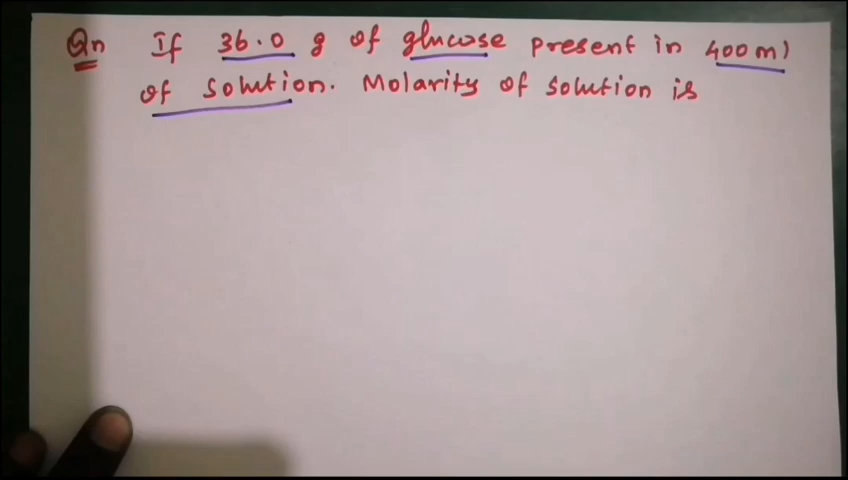 Qn If 36.0 g of glucose present in 400 ml
of solution. Molarity of solution is